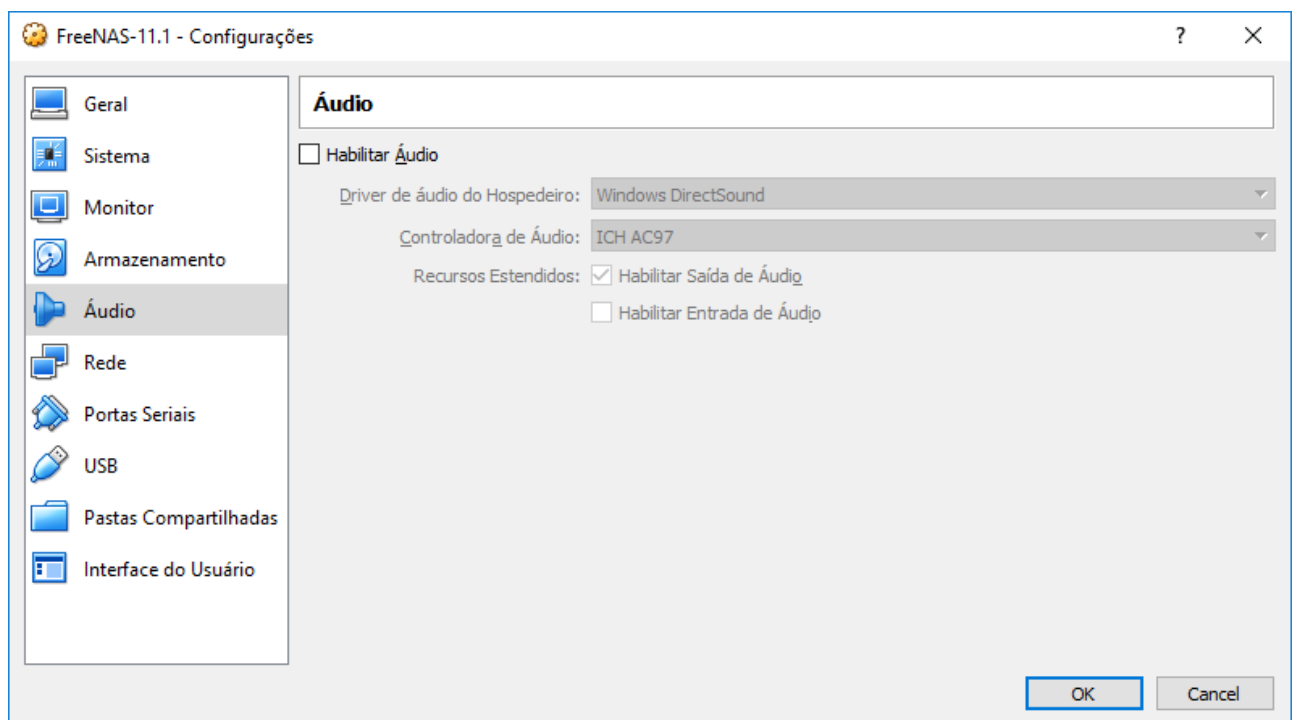 FreeNAS-11.1 - Configurações
?
Geral
Sistema
Monitor
Armazenamento
Áudio
Rede
Portas Seriais
USB
Pastas Compartilhadas
Interface do Usuário
Áudio
Habilitar Áudio
Driver de áudio do Hospedeiro: Windows DirectSound
Controladora de Áudio: ICH AC97
Recursos Estendidos: Habilitar Saída de Áudio
Habilitar Entrada de Áudio
OK Cancel